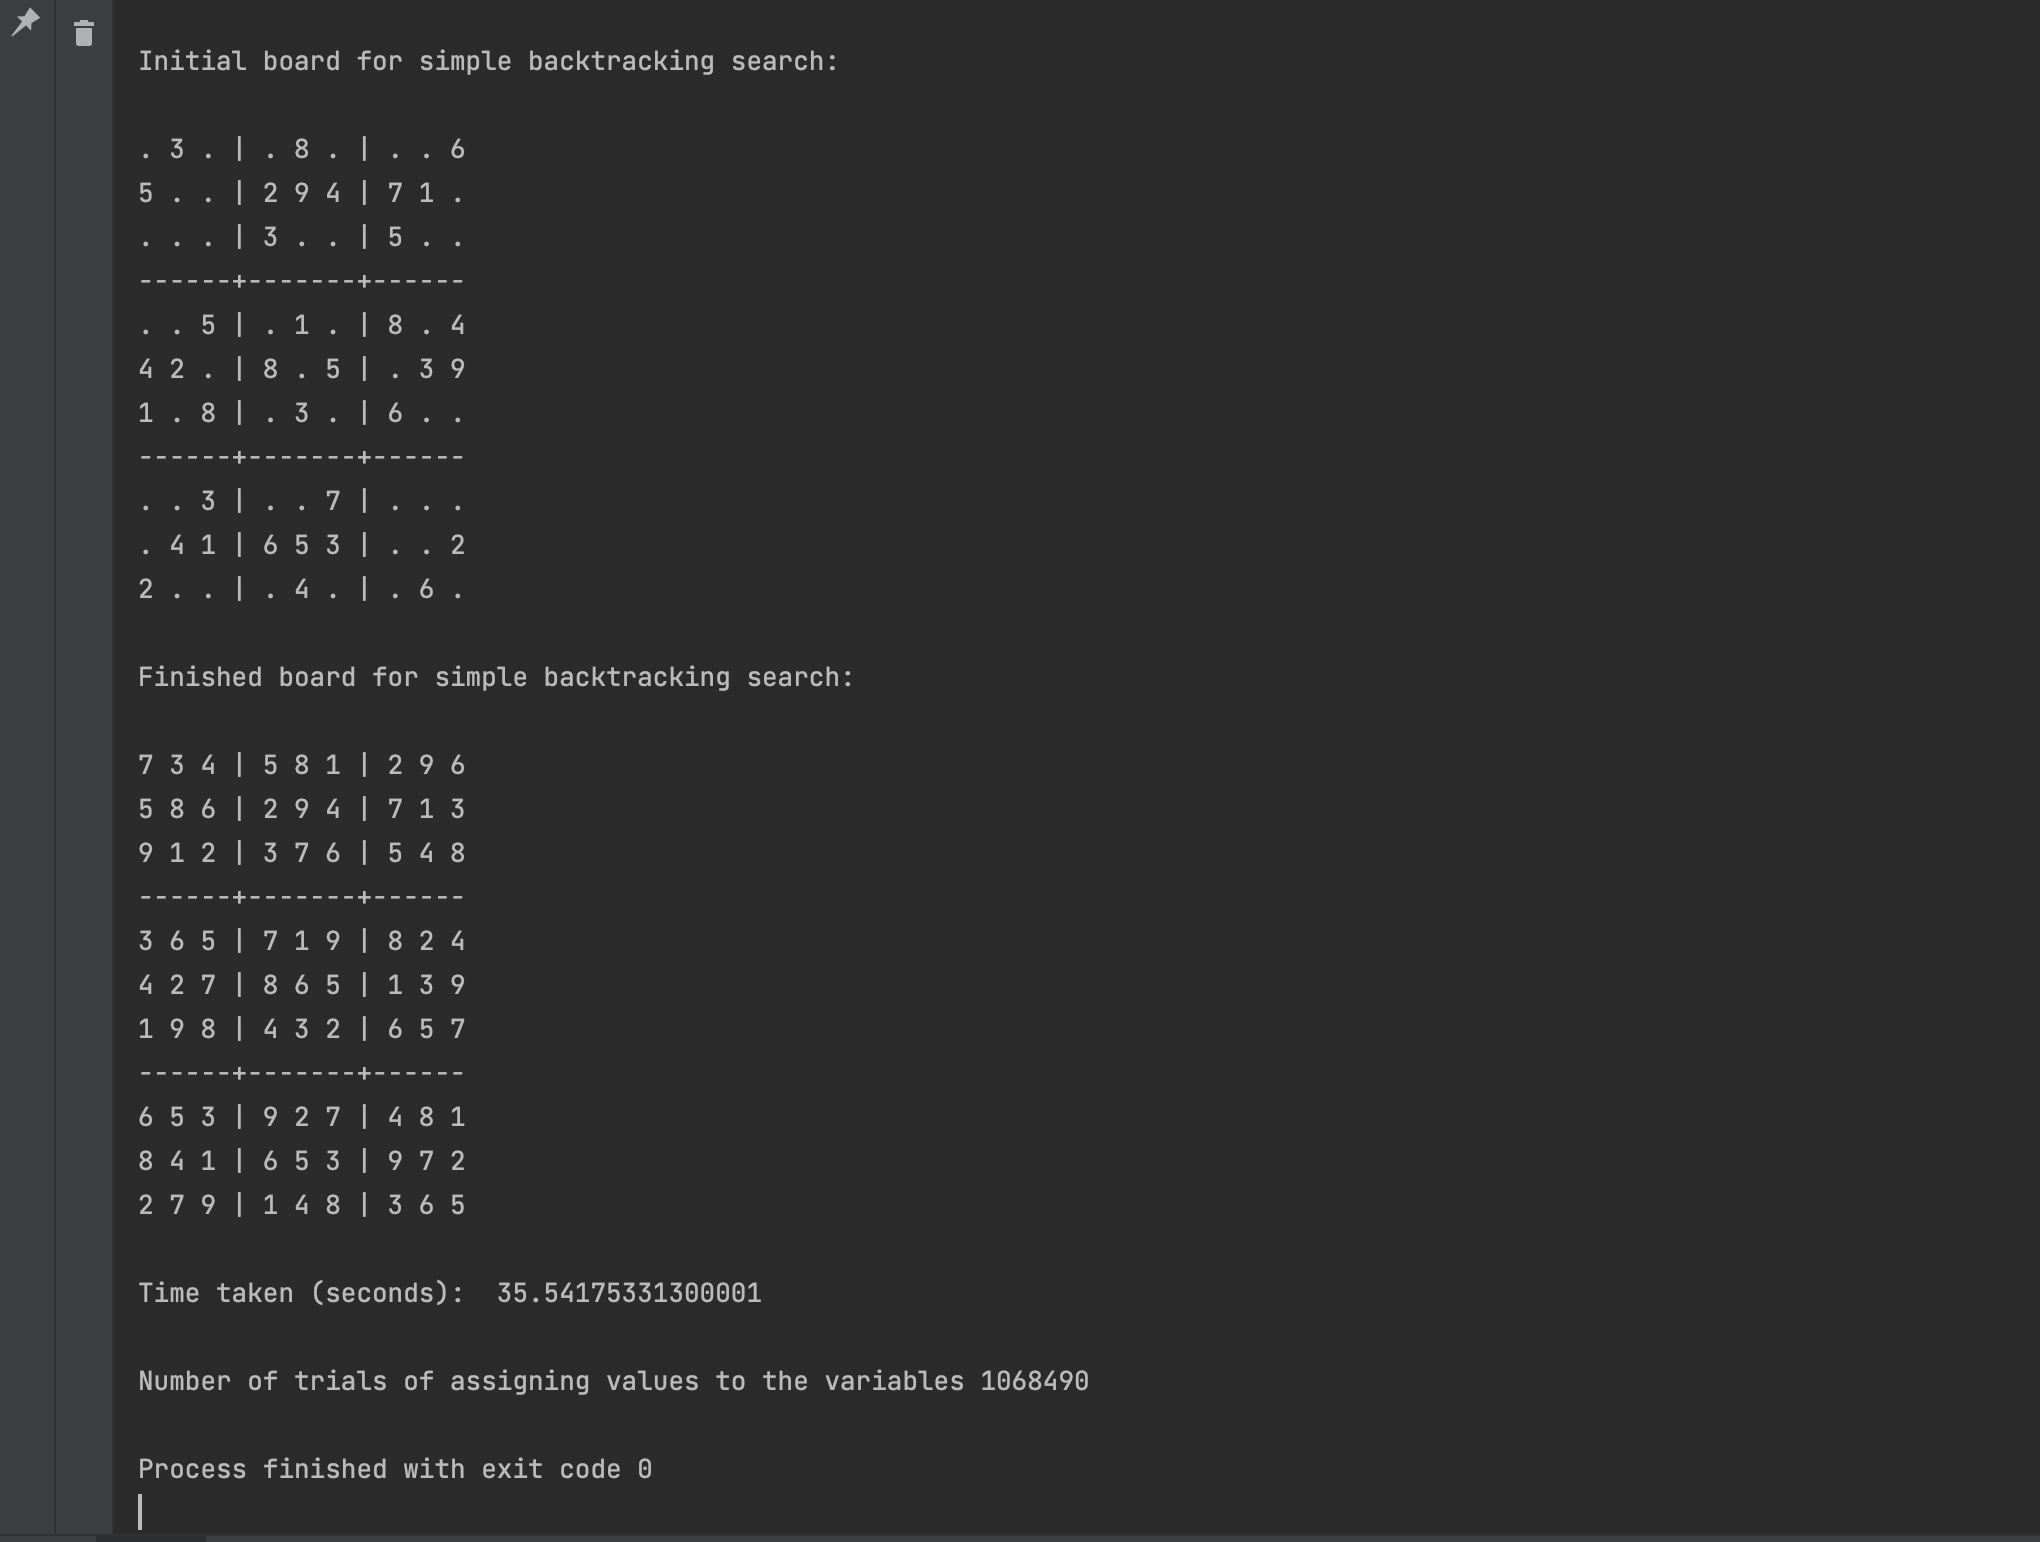 Initial board for simple backtracking search:
. 3 . | . 8 . | . . 6
5 . . | 2 9 4 | 7 1 .
. . . | 3 . . | 5 . .
------+-------+------
. . 5 | . 1 . | 8 . 4
4 2 . | 8 . 5 | . 3 9
1 . 8 | . 3 . | 6 . .
------+-------+------
. . 3 | . . 7 | . . .
. 4 1 | 6 5 3 | . . 2
2 . . | . 4 . | . 6 .
Finished board for simple backtracking search:
7 3 4 | 5 8 1 | 2 9 6
5 8 6 | 2 9 4 | 7 1 3
9 1 2 | 3 7 6 | 5 4 8
------+-------+------
3 6 5 | 7 1 9 | 8 2 4
4 2 7 | 8 6 5 | 1 3 9
1 9 8 | 4 3 2 | 6 5 7
------+-------+------
6 5 3 | 9 2 7 | 4 8 1
8 4 1 | 6 5 3 | 9 7 2
2 7 9 | 1 4 8 | 3 6 5
Time taken (seconds):  35.54175331300001
Number of trials of assigning values to the variables 1068490
Process finished with exit code 0